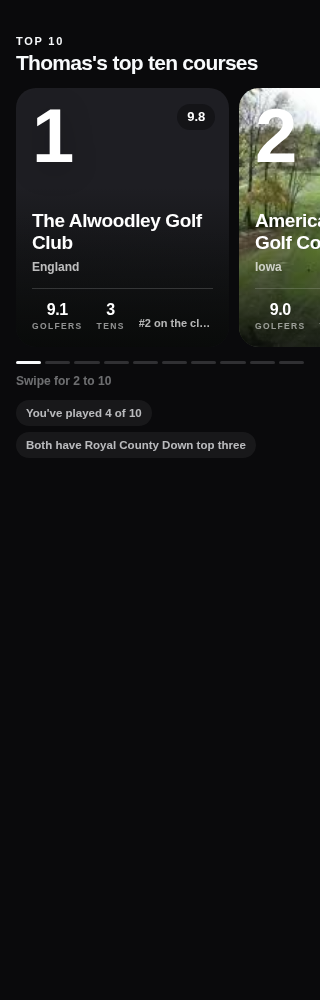 TOP 10
Thomas's top ten courses
1
9.8
The Alwoodley Golf
Club
England
9.1
GOLFERS
3
TENS
#2 on the cl…
2
Golf Co
Iowa
9.0
GOLFERS
Swipe for 2 to 10
You've played 4 of 10
Both have Royal County Down top three